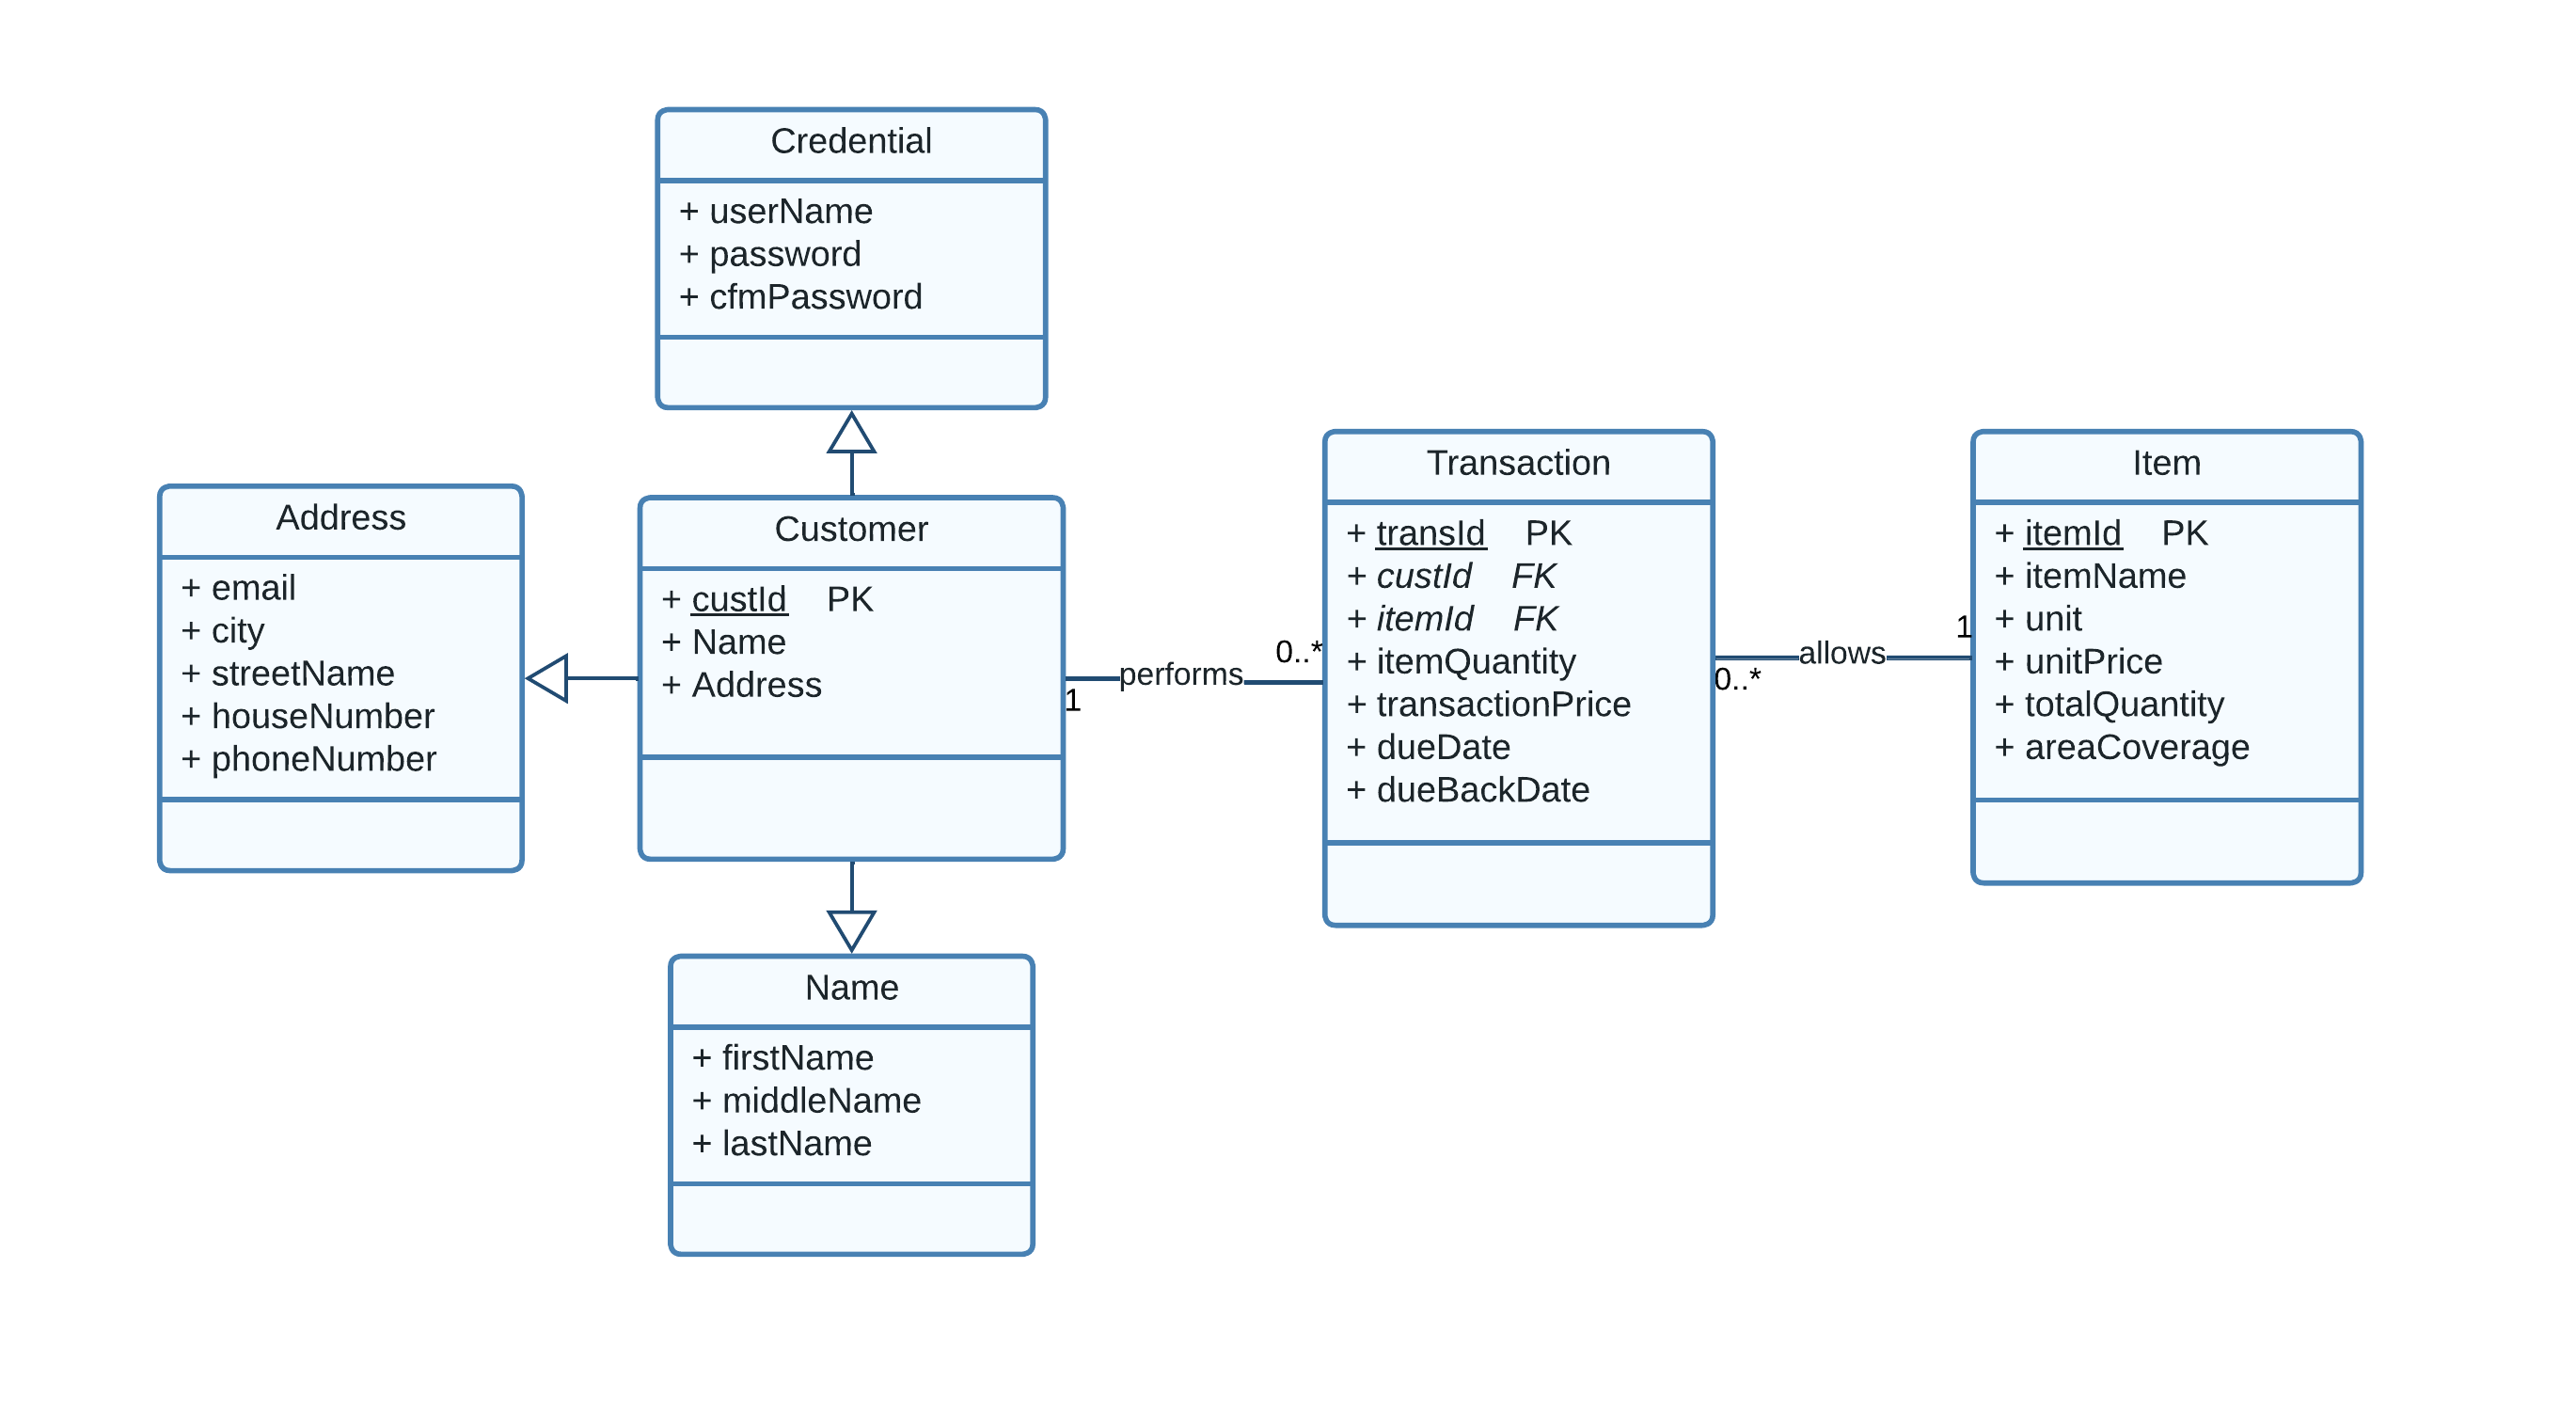 Credential
+ userName
+ password
+ cfmPassword
Address
+ email
+ city
+ streetName
+ houseNumber
+ phoneNumber
Customer
+ custId PK
+ Name
+ Address
1
performs
0..*
Transaction
+ transId PK
+ custId FK
+ itemId FK
+ itemQuantity
+ transactionPrice
+ dueDate
+ dueBackDate
0..*
allows
1
Item
+ itemId PK
+ itemName
+ unit
+ unitPrice
+ totalQuantity
+ areaCoverage
Name
+ firstName
+ middleName
+ lastName